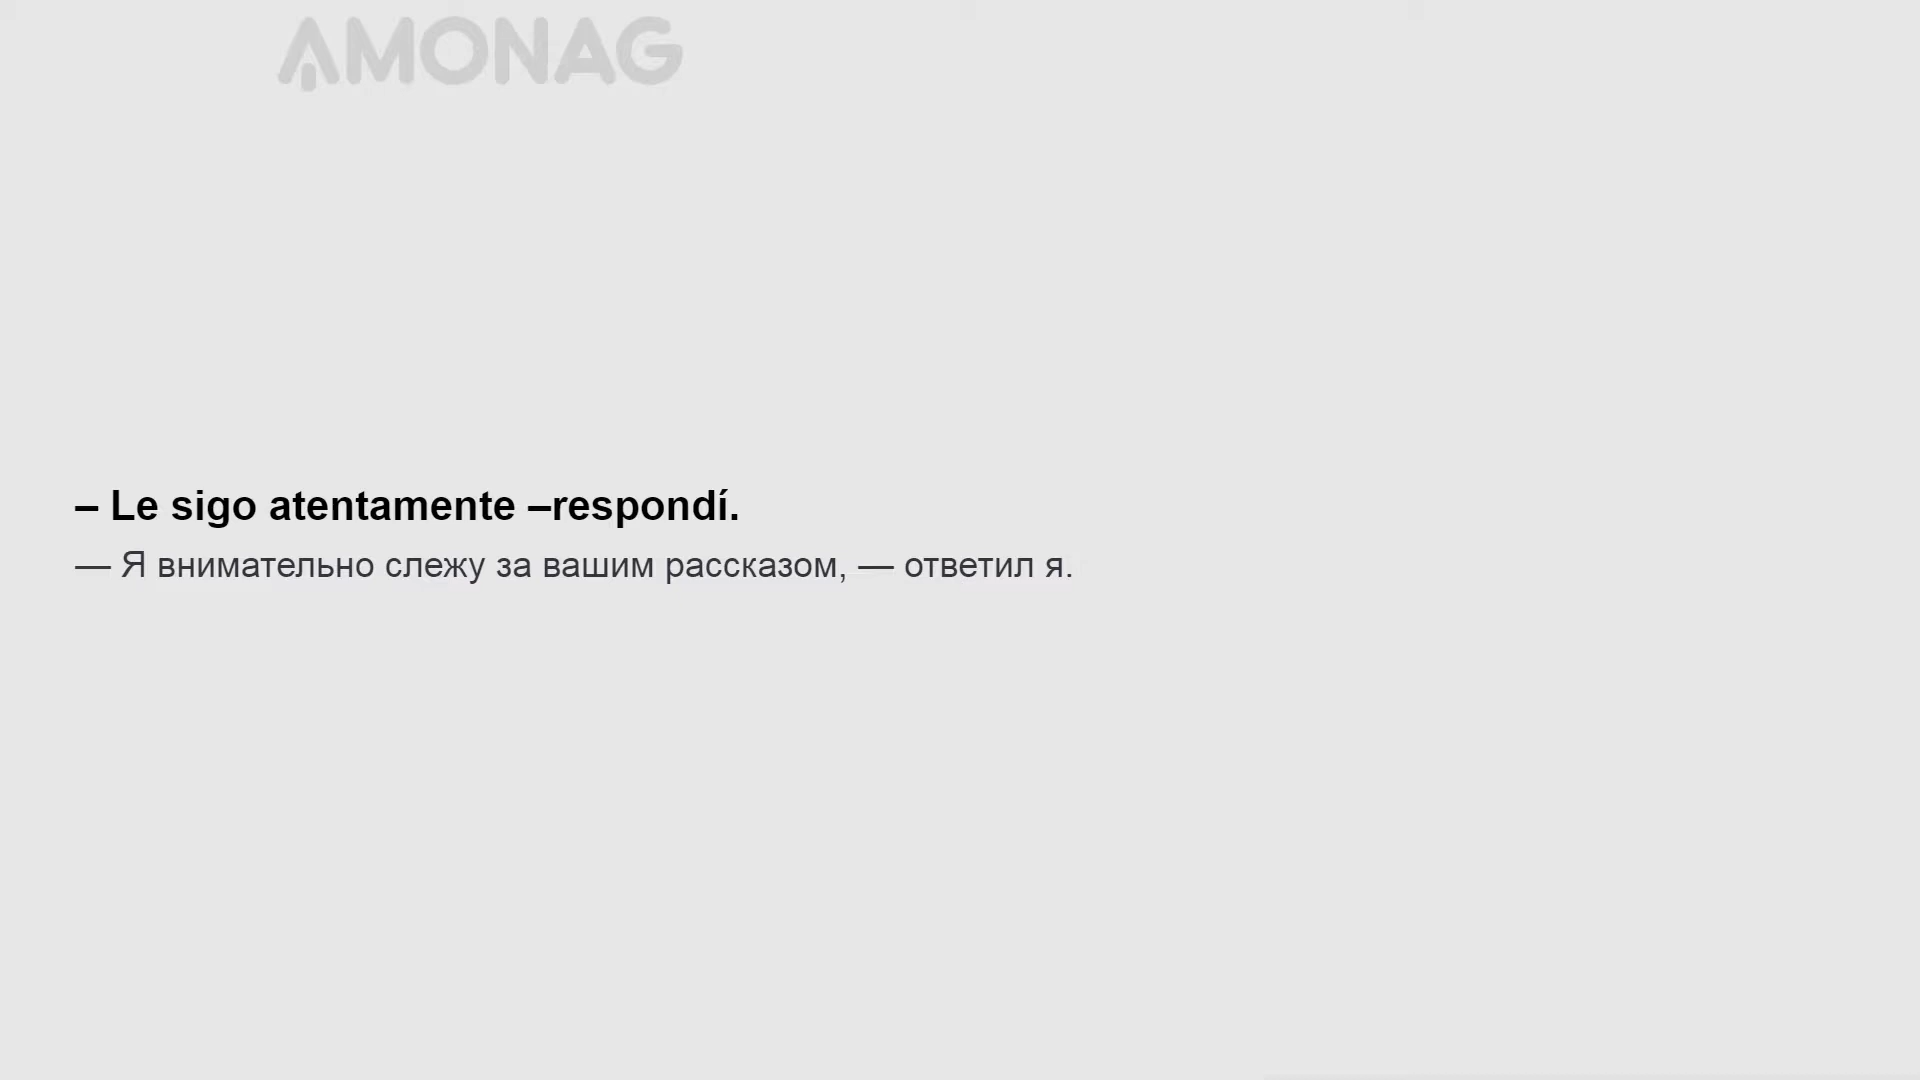 AMONAG
– Le sigo atentamente –respondí.
— Я внимательно слежу за вашим рассказом, — ответил я.